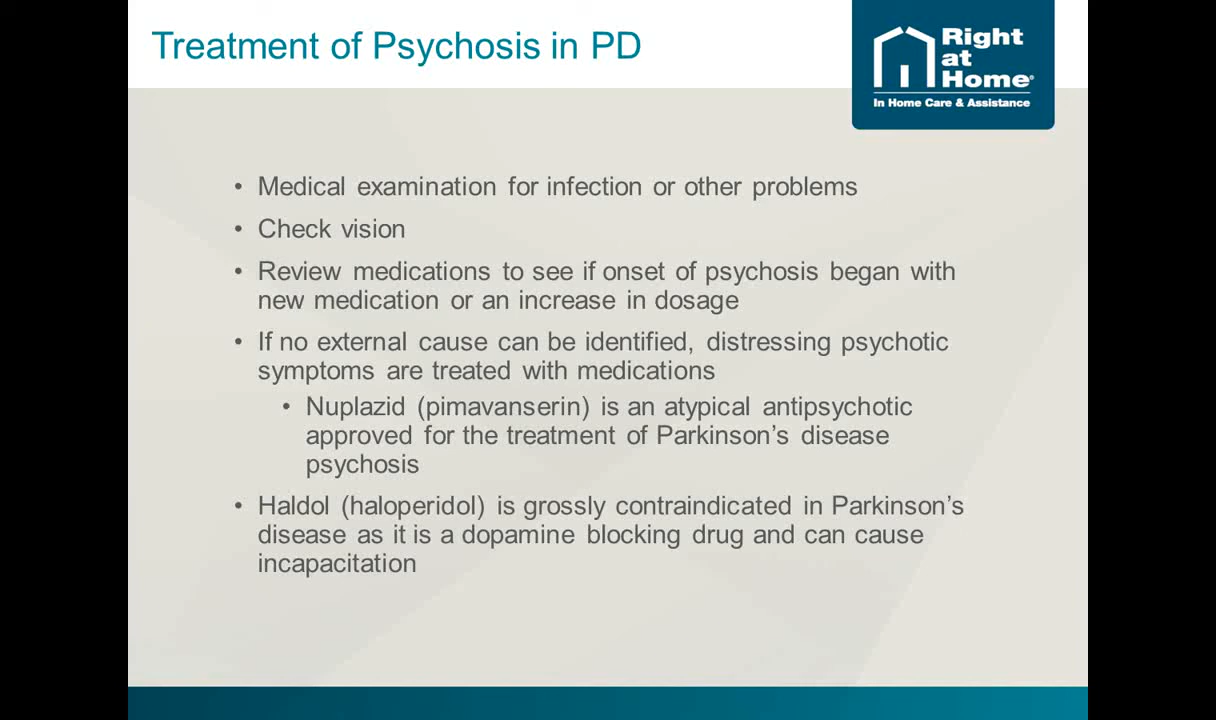 Treatment of Psychosis in PD
Right
at
Home®
In Home Care & Assistance
• Medical examination for infection or other problems
• Check vision
• Review medications to see if onset of psychosis began with
new medication or an increase in dosage
• If no external cause can be identified, distressing psychotic
symptoms are treated with medications
• Nuplazid (pimavanserin) is an atypical antipsychotic
approved for the treatment of Parkinson’s disease
psychosis
• Haldol (haloperidol) is grossly contraindicated in Parkinson’s
disease as it is a dopamine blocking drug and can cause
incapacitation